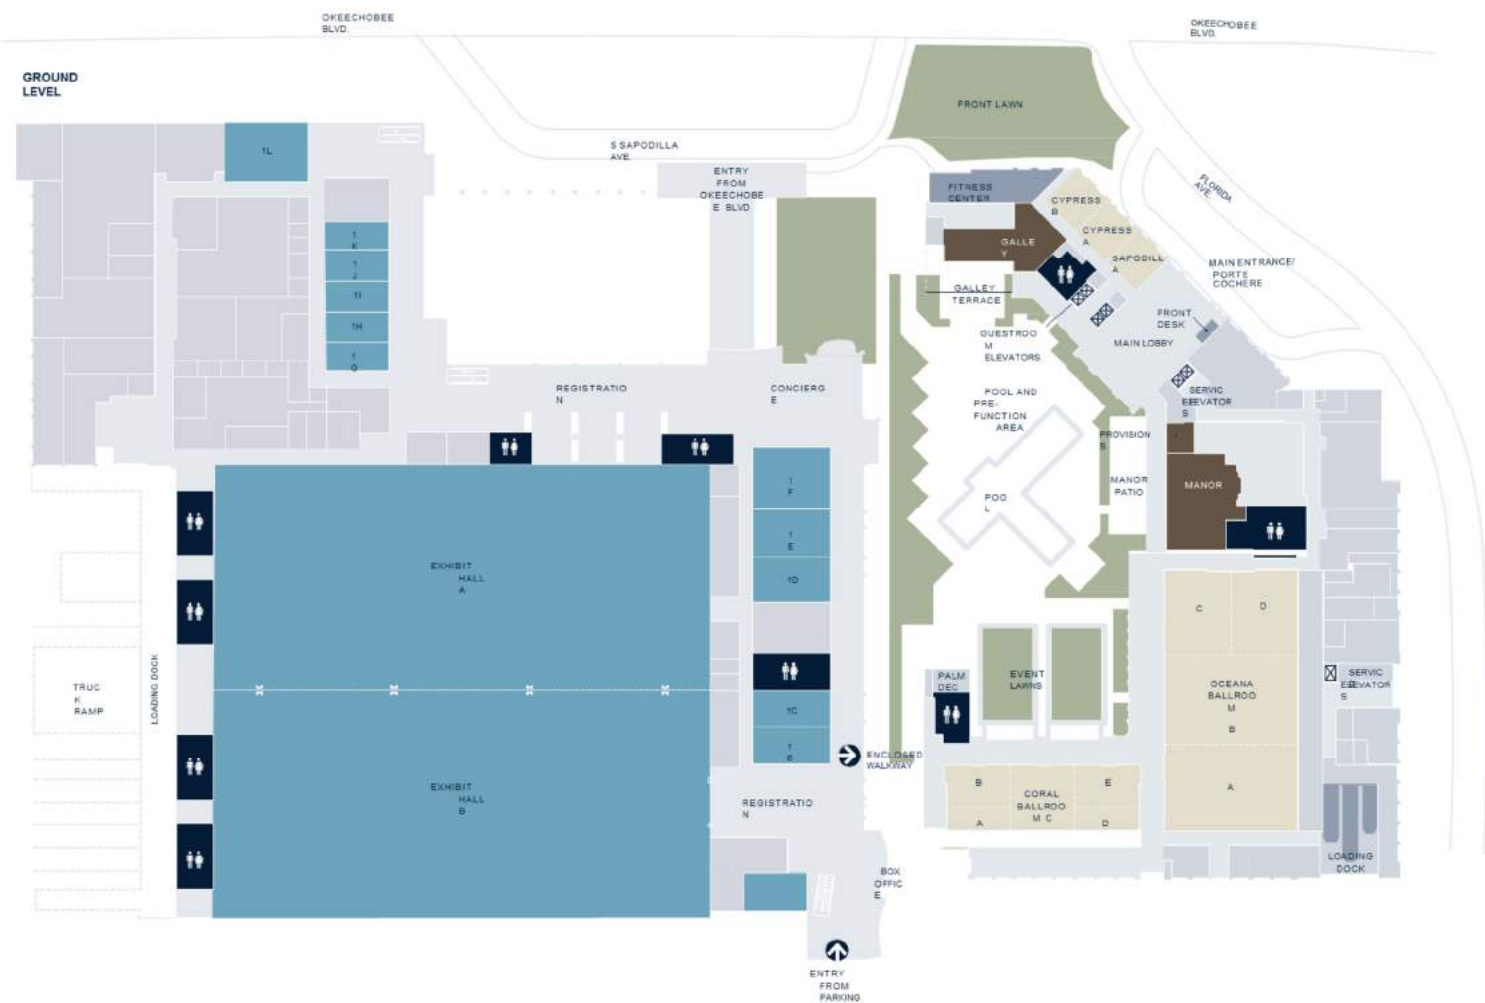 OKEECHOBEE
BLVD.
OKEECHOBEE
BLVD.
GROUND
LEVEL
FRONT LAWN
1L
S SAPODILLA
AVE
ENTRY
FROM
OKEECHOBE
E BLVD
FITNESS
CENTER
CYPRESS
B
FLORIDA
AVE
CYPRESS
A
GALLE
Y
SAPODILL
A
MAIN ENTRANCE/
PORTE
COCHERE
1
K
1
J
1I
1H
1
G
GALLEY
TERRACE
FRONT
DESK
GUESTROO
M
ELEVATORS
MAIN LOBBY
REGISTRATIO
N
CONCIERG
E
POOL AND
PRE-
FUNCTION
AREA
SERVIC
E
ELEVATOR
S
PROVISION
S
MANOR
PATIO
MANOR
1
F
POO
L
1
E
1D
EXHIBIT
HALL
A
C
D
TRUC
K
RAMP
LOADING DOCK
PALM
DEC
EVENT
LAWNS
OCEANA
BALLROO
M
B
SERVIC
E
ELEVATOR
S
1C
1
B
ENCLOSED
WALKWAY
EXHIBIT
HALL
B
REGISTRATIO
N
B
E
CORAL
BALLROO
M C
A
D
A
BOX
OFFIC
E
LOADING
DOCK
ENTRY
FROM
PARKING